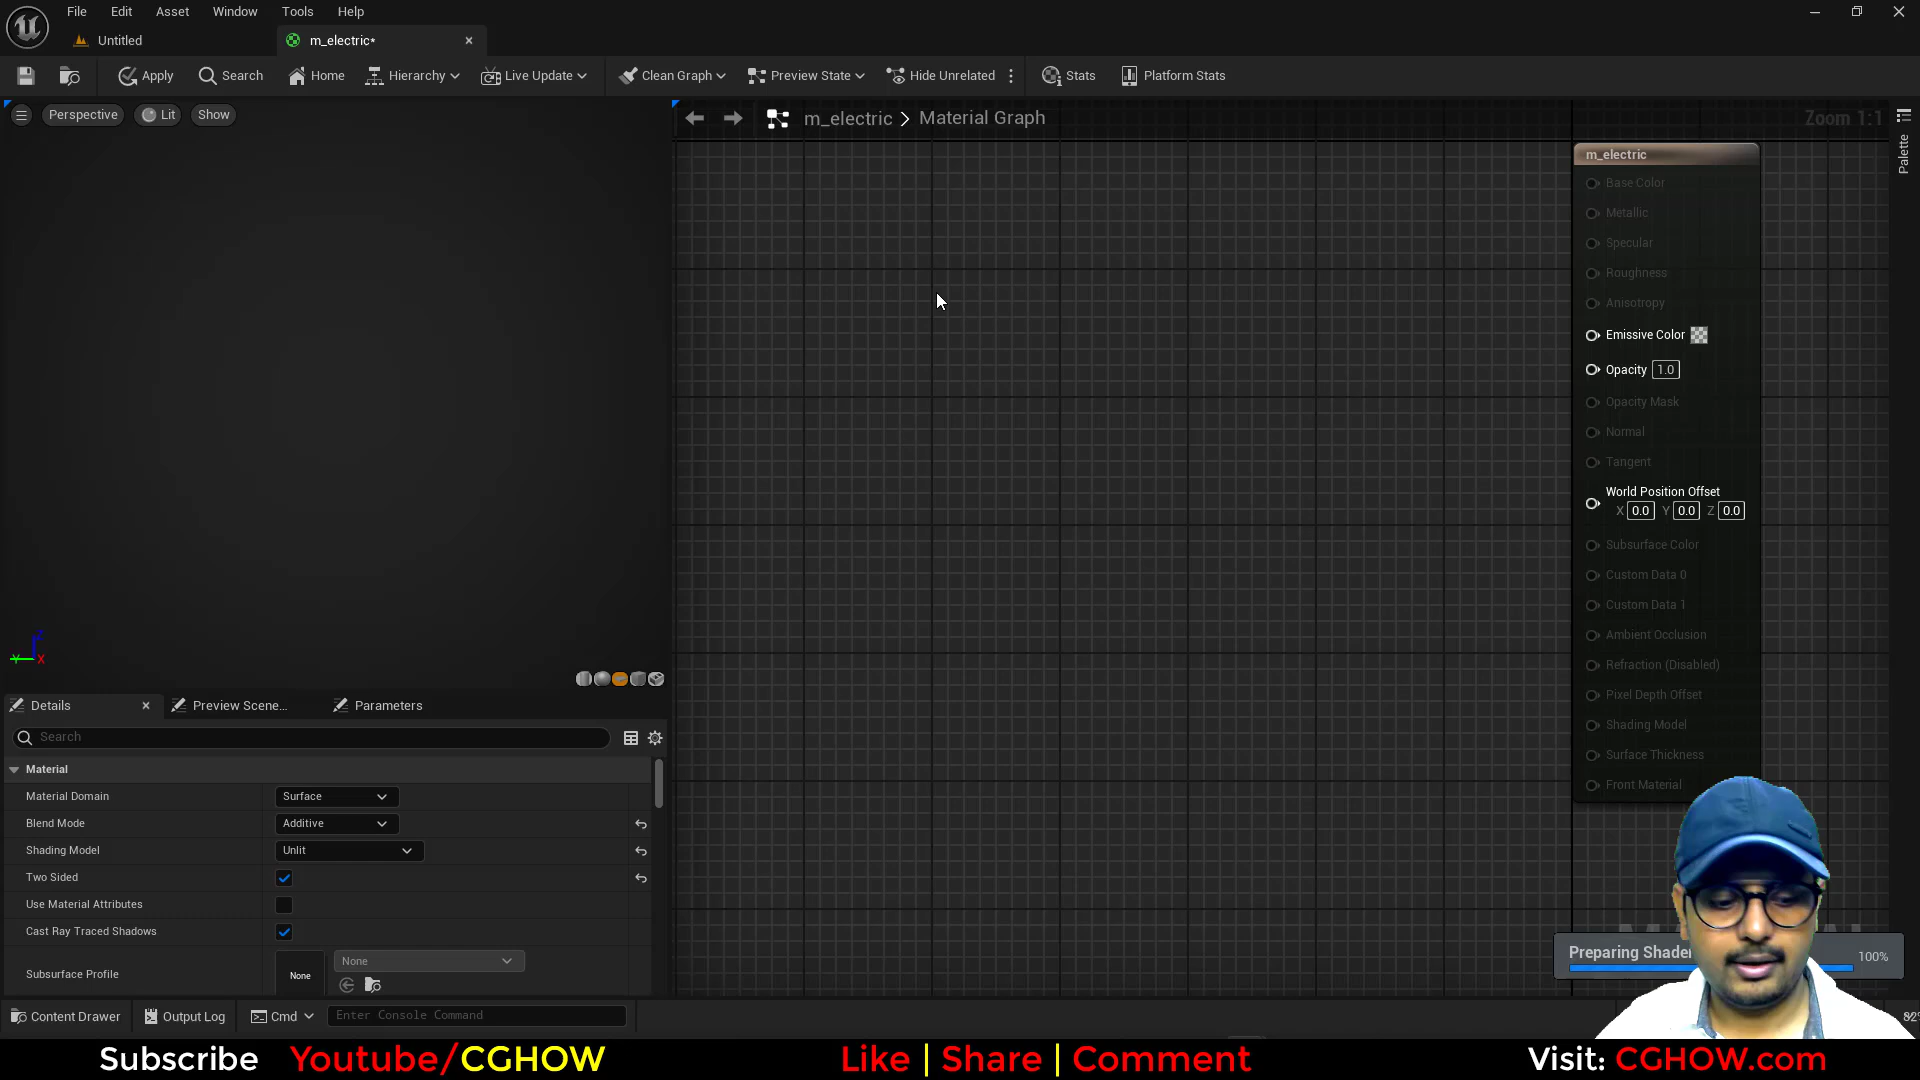 File Edit Asset Window Tools Help
Untitled m_electric*
Apply Search Home Hierarchy Live Update Clean Graph Preview State Hide Unrelated Stats Platform Stats
Perspective Lit Show
m_electric > Material Graph
Zoom 1:1
Palette
m_electric
Base Color
Metallic
Specular
Roughness
Anisotropy
Emissive Color
Opacity 1.0
Opacity Mask
Normal
Tangent
World Position Offset
X 0.0 Y 0.0 Z 0.0
Subsurface Color
Custom Data 0
Custom Data 1
Ambient Occlusion
Refraction (Disabled)
Pixel Depth Offset
Shading Model
Surface Thickness
Front Material
Z
Y X
Details Preview Scene... Parameters
Search
Material
Material Domain Surface
Blend Mode Additive
Shading Model Unlit
Two Sided
Use Material Attributes
Cast Ray Traced Shadows
Subsurface Profile None None
Preparing Shade 100%
Content Drawer Output Log Cmd Enter Console Command
Subscribe Youtube/CGHOW Like | Share | Comment Visit: CGHOW.com